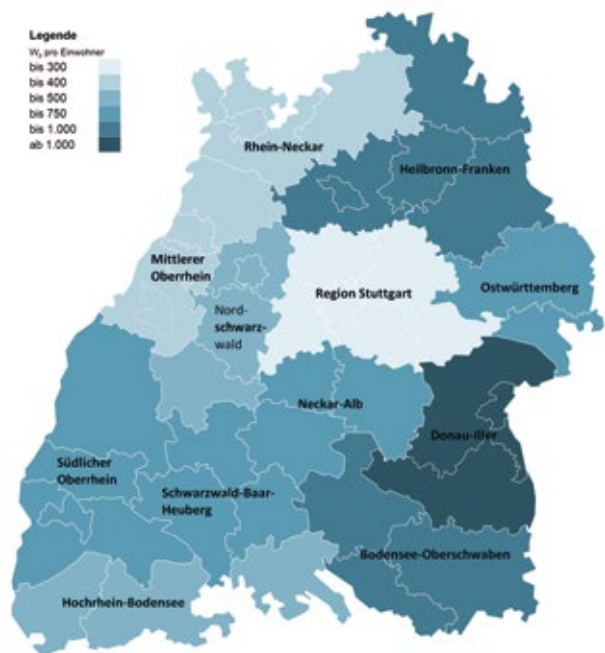 Legende
Wp pro Einwohner
bis 300
bis 400
bis 500
bis 750
bis 1.000
ab 1.000
Rhein-Neckar
Heilbronn-Franken
Mittlerer
Oberrhein
Region Stuttgart
Ostwürttemberg
Nord-
schwarz-
wald
Neckar-Alb
Donau-Iller
Südlicher
Oberrhein
Schwarzwald-Baar-
Heuberg
Bodensee-Oberschwaben
Hochrhein-Bodensee